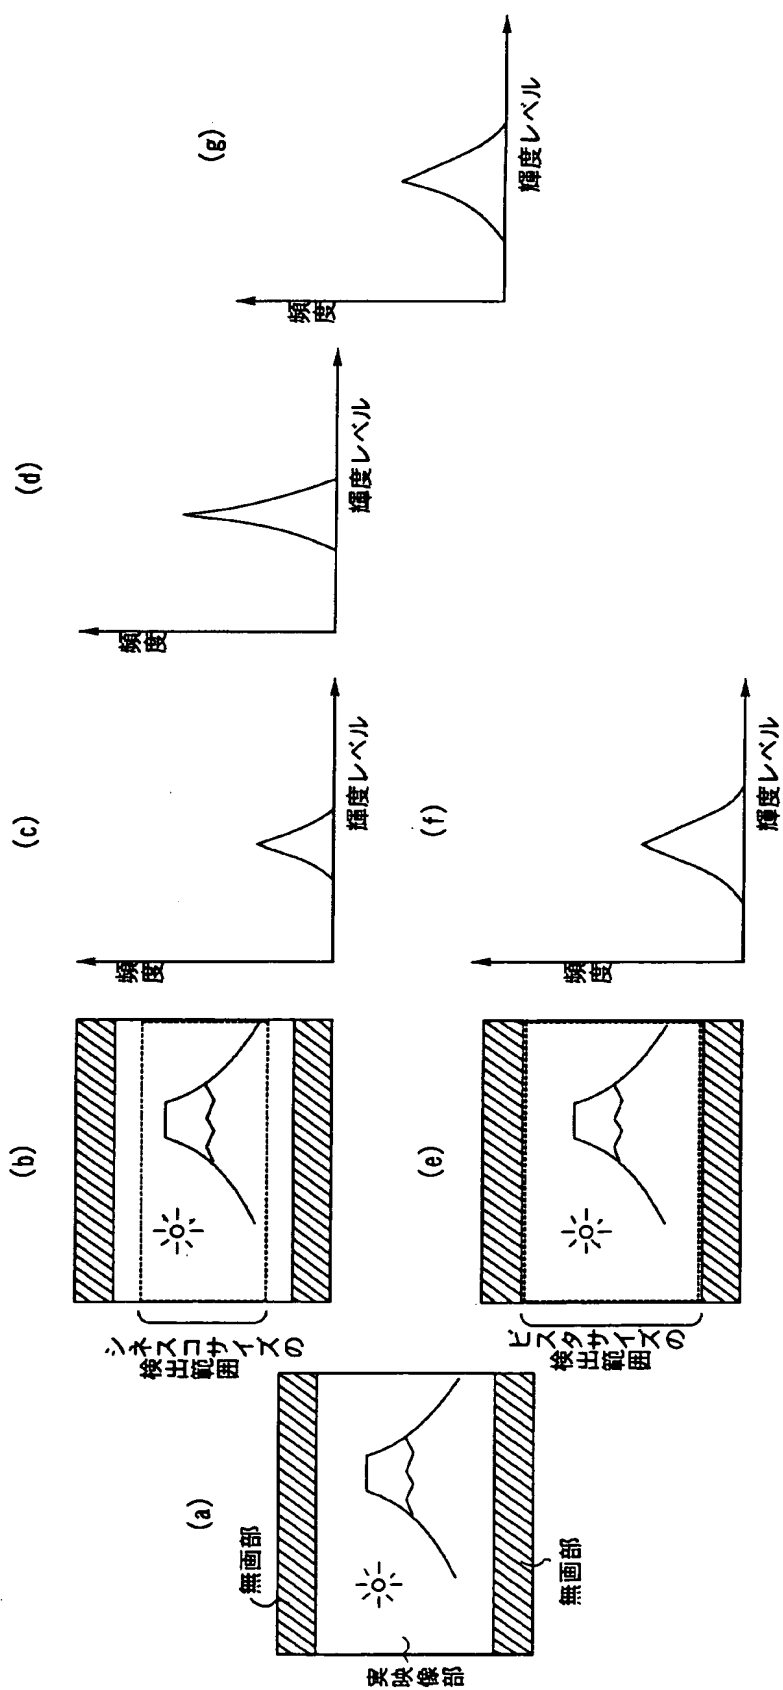 (a)
無画部
実映像部
無画部
(b)
シネスコサイズの
検出範囲
(c)
頻度
輝度レベル
(d)
頻度
輝度レベル
(e)
ビスタサイズの
検出範囲
(f)
頻度
輝度レベル
(g)
頻度
輝度レベル